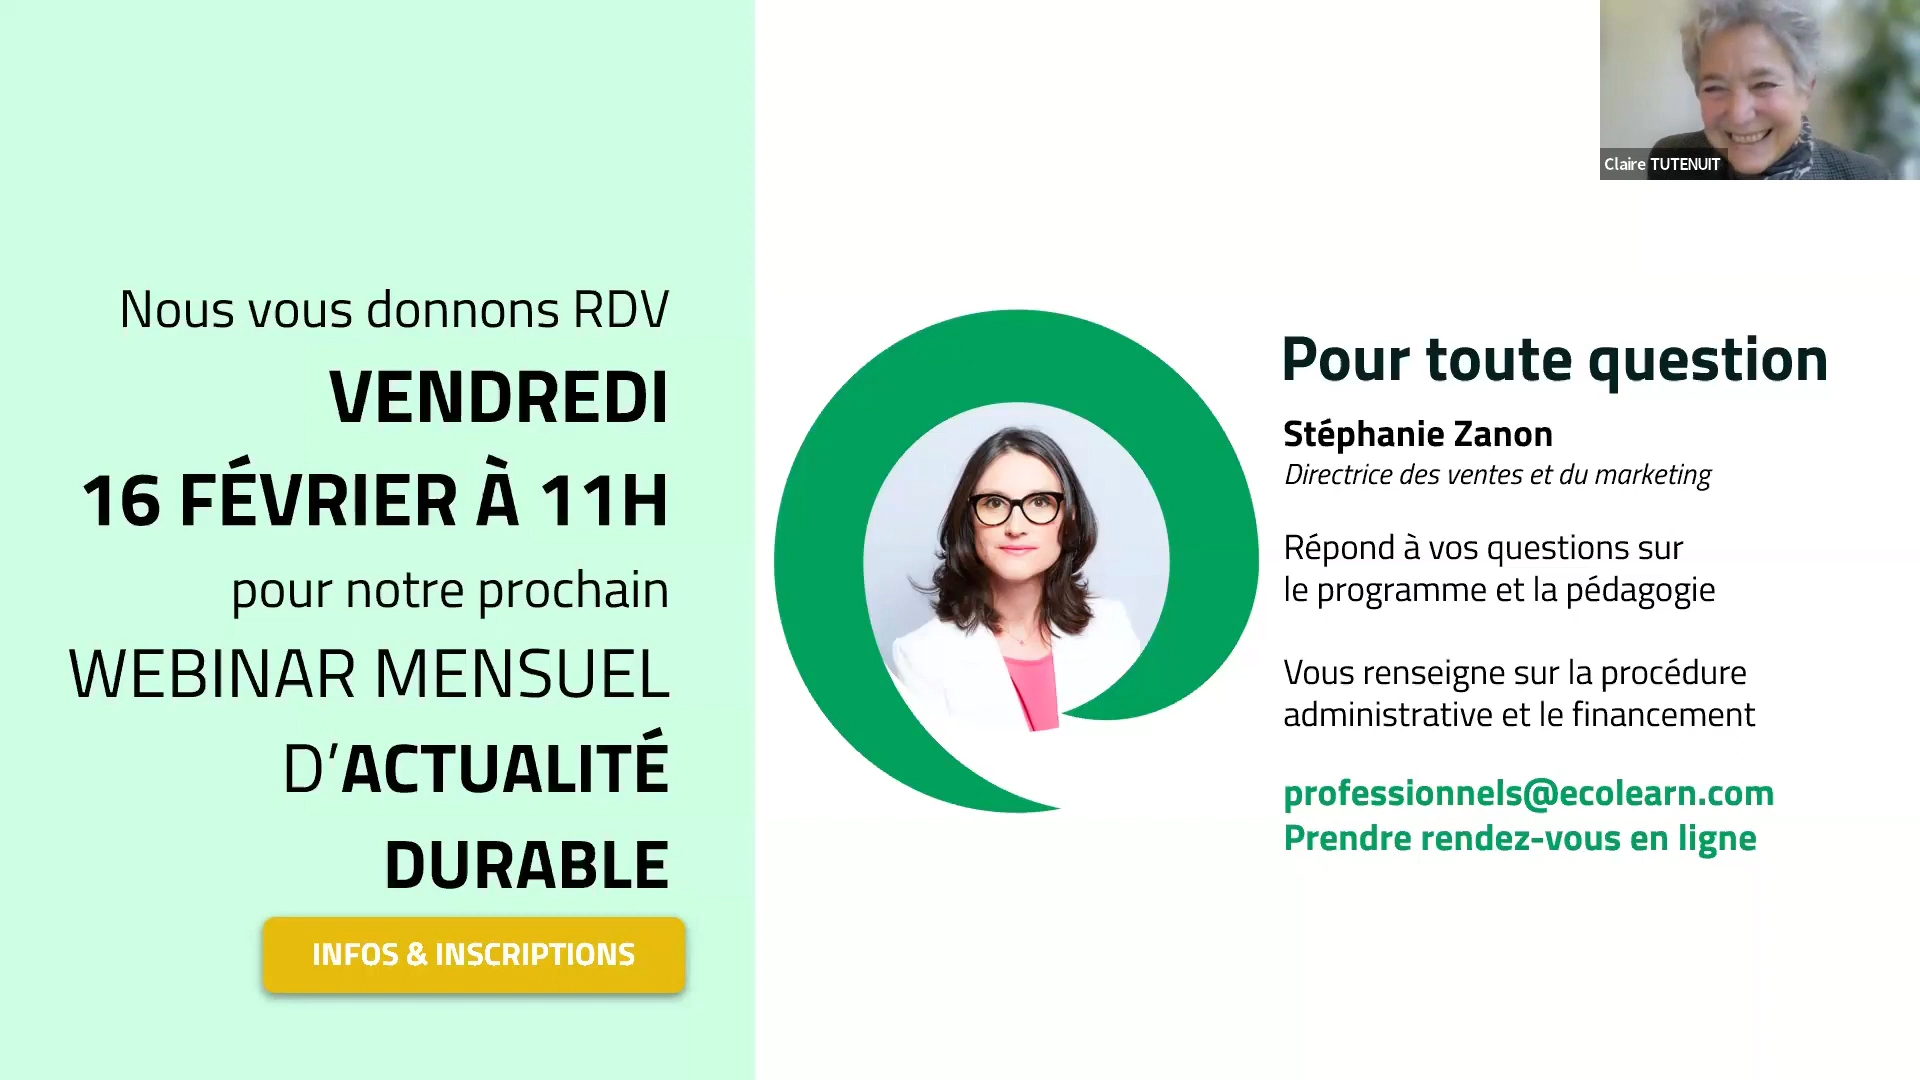 Nous vous donnons RDV
VENDREDI
16 FÉVRIER À 11H
pour notre prochain
WEBINAR MENSUEL
D’ACTUALITÉ
DURABLE
INFOS & INSCRIPTIONS
Pour toute question
Stéphanie Zanon
Directrice des ventes et du marketing
Répond à vos questions sur
le programme et la pédagogie
Vous renseigne sur la procédure
administrative et le financement
professionnels@ecolearn.com
Prendre rendez-vous en ligne
Claire TUTENUIT